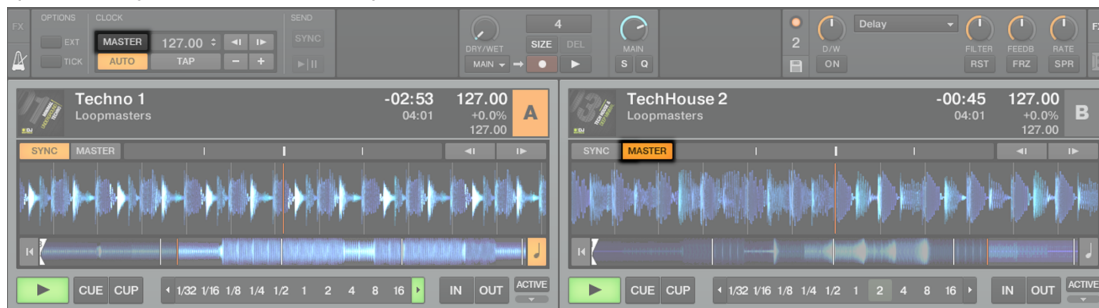 FX OPTIONS CLOCK SEND
EXT MASTER 127.00 SYNC
TICK AUTO TAP - +
4
DRY/WET SIZE DEL MAIN
MAIN S Q
2 D/W Delay FILTER FEEDB RATE
ON RST FRZ SPR
Techno 1 -02:53 127.00 A
Loopmasters 04:01 +0.0%
127.00
SYNC MASTER
CUE CUP 1/32 1/16 1/8 1/4 1/2 1 2 4 8 16 IN OUT ACTIVE
TechHouse 2 -00:45 127.00 B
Loopmasters 04:01 +0.0%
127.00
SYNC MASTER
CUE CUP 1/32 1/16 1/8 1/4 1/2 1 2 4 8 16 IN OUT ACTIVE